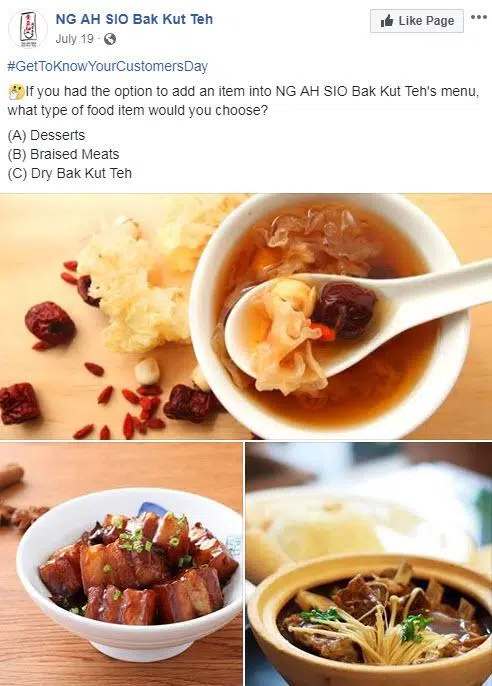 NG AH SIO Bak Kut Teh
Like Page
July 19
#GetToKnowYourCustomersDay
If you had the option to add an item into NG AH SIO Bak Kut Teh's menu,
what type of food item would you choose?
(A) Desserts
(B) Braised Meats
(C) Dry Bak Kut Teh